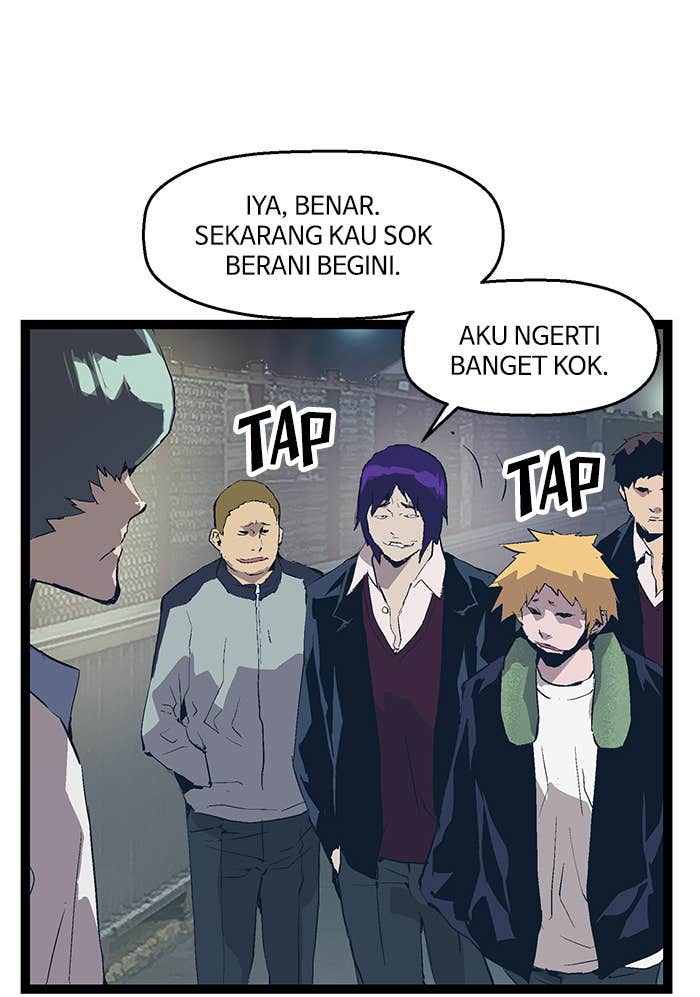 IYA, BENAR.
SEKARANG KAU SOK
BERANI BEGINI.
AKU NGERTI
BANGET KOK.
TAP
TAP